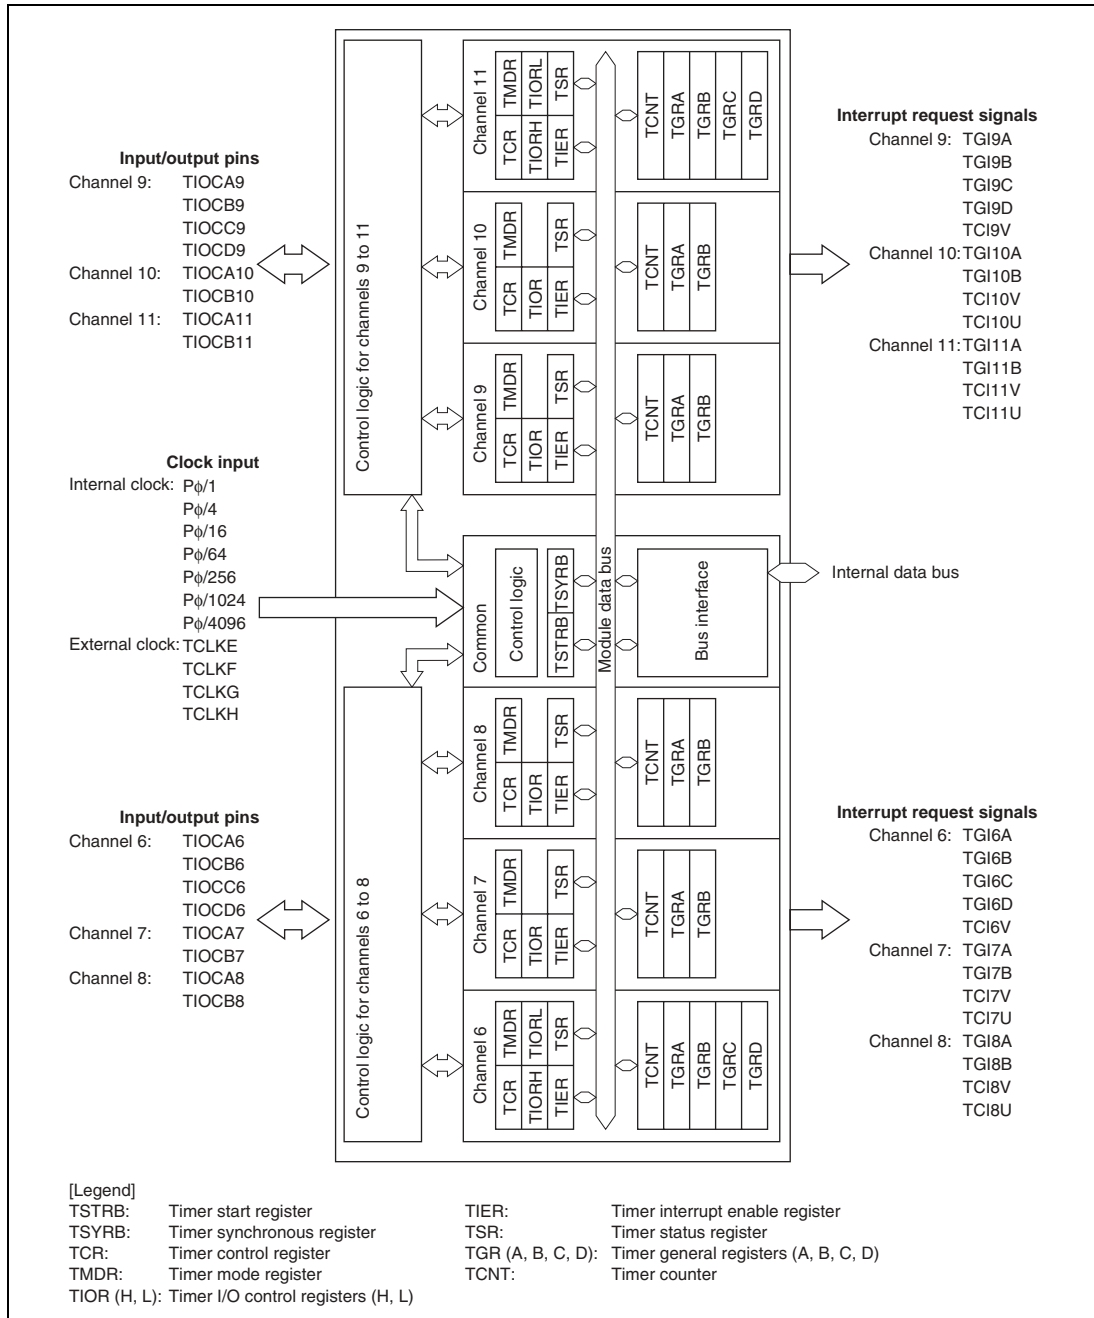 Input/output pins
Channel 9: TIOCA9
TIOCB9
TIOCC9
TIOCD9
Channel 10: TIOCA10
TIOCB10
Channel 11: TIOCA11
TIOCB11
Clock input
Internal clock: Pϕ/1
Pϕ/4
Pϕ/16
Pϕ/64
Pϕ/256
Pϕ/1024
Pϕ/4096
External clock: TCLKE
TCLKF
TCLKG
TCLKH
Input/output pins
Channel 6: TIOCA6
TIOCB6
TIOCC6
TIOCD6
Channel 7: TIOCA7
TIOCB7
Channel 8: TIOCA8
TIOCB8
Control logic for channels 9 to 11
Control logic for channels 6 to 8
Channel 11
TCR TMDR
TIORH TIORL
TIER TSR
TCNT
TGRA
TGRB
TGRC
TGRD
Channel 10
TCR TMDR
TIOR
TIER TSR
TCNT
TGRA
TGRB
Channel 9
TCR TMDR
TIOR
TIER TSR
TCNT
TGRA
TGRB
Common
Control logic
TSTRB TSYRB
Module data bus
Bus interface
Channel 8
TCR TMDR
TIOR
TIER TSR
TCNT
TGRA
TGRB
Channel 7
TCR TMDR
TIOR
TIER TSR
TCNT
TGRA
TGRB
Channel 6
TCR TMDR
TIORH TIORL
TIER TSR
TCNT
TGRA
TGRB
TGRC
TGRD
Interrupt request signals
Channel 9: TGI9A
TGI9B
TGI9C
TGI9D
TCI9V
Channel 10: TGI10A
TGI10B
TCI10V
TCI10U
Channel 11: TGI11A
TGI11B
TCI11V
TCI11U
Internal data bus
Interrupt request signals
Channel 6: TGI6A
TGI6B
TGI6C
TGI6D
TCI6V
Channel 7: TGI7A
TGI7B
TCI7V
TCI7U
Channel 8: TGI8A
TGI8B
TCI8V
TCI8U
[Legend]
TSTRB: Timer start register
TSYRB: Timer synchronous register
TCR: Timer control register
TMDR: Timer mode register
TIOR (H, L): Timer I/O control registers (H, L)
TIER: Timer interrupt enable register
TSR: Timer status register
TGR (A, B, C, D): Timer general registers (A, B, C, D)
TCNT: Timer counter